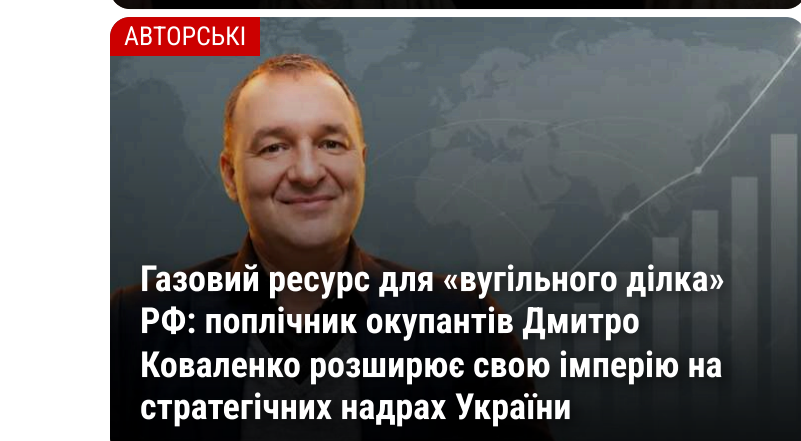 АВТОРСЬКІ
Газовий ресурс для «вугільного ділка»
РФ: поплічник окупантів Дмитро
Коваленко розширює свою імперію на
стратегічних надрах України